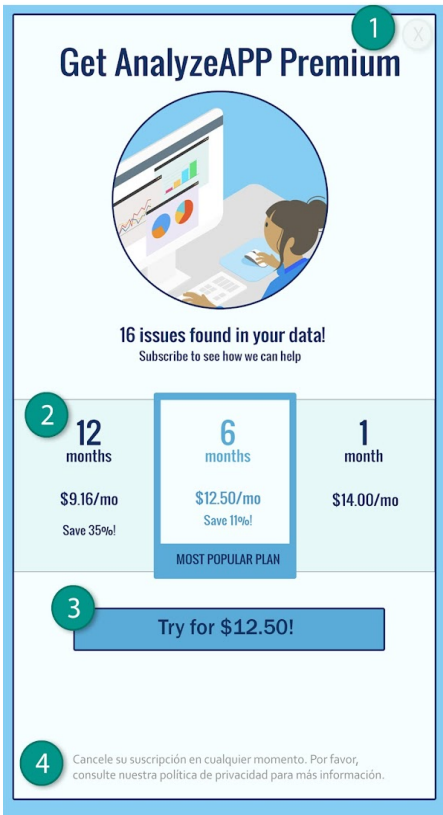 1
X
Get AnalyzeAPP Premium
16 issues found in your data!
Subscribe to see how we can help
2
12
months
$9.16/mo
Save 35%!
6
months
$12.50/mo
Save 11%!
MOST POPULAR PLAN
1
month
$14.00/mo
3
Try for $12.50!
4
Cancele su suscripción en cualquier momento. Por favor,
consulte nuestra política de privacidad para más información.